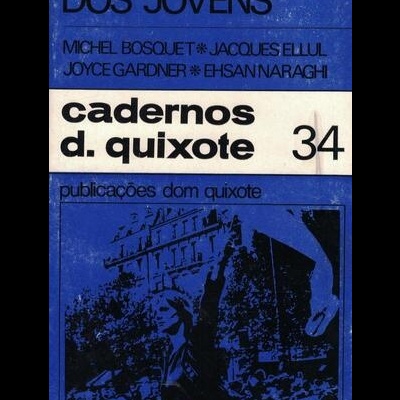 DOS JOVENS
MICHEL BOSQUET * JACQUES ELLUL
JOYCE GARDNER * EHSAN NARAGHI
cadernos
d. quixote 34
publicações dom quixote